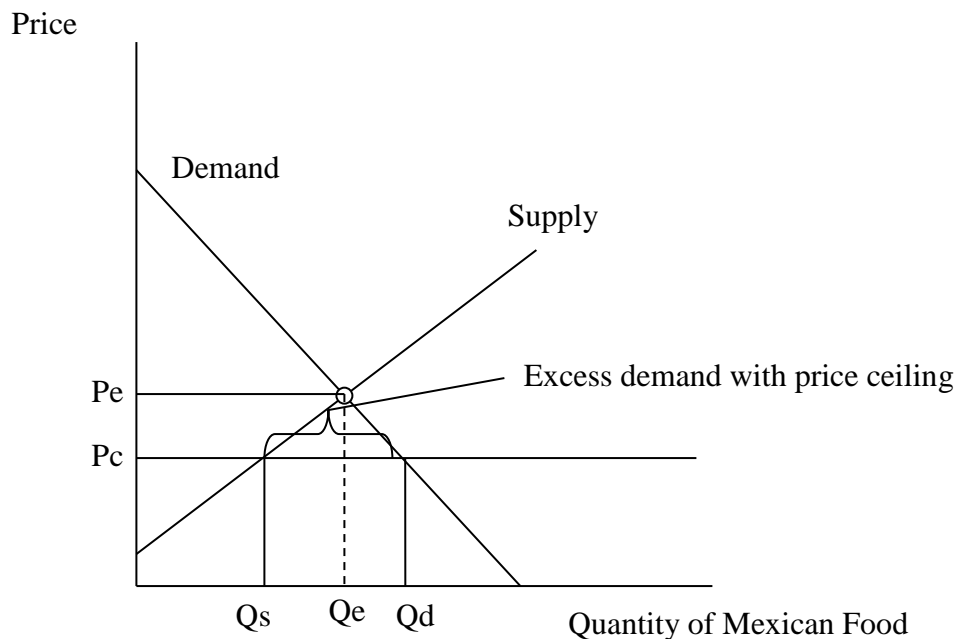 Price
Demand
Supply
Excess demand with price ceiling
Pe
Pc
Qs
Qe
Qd
Quantity of Mexican Food